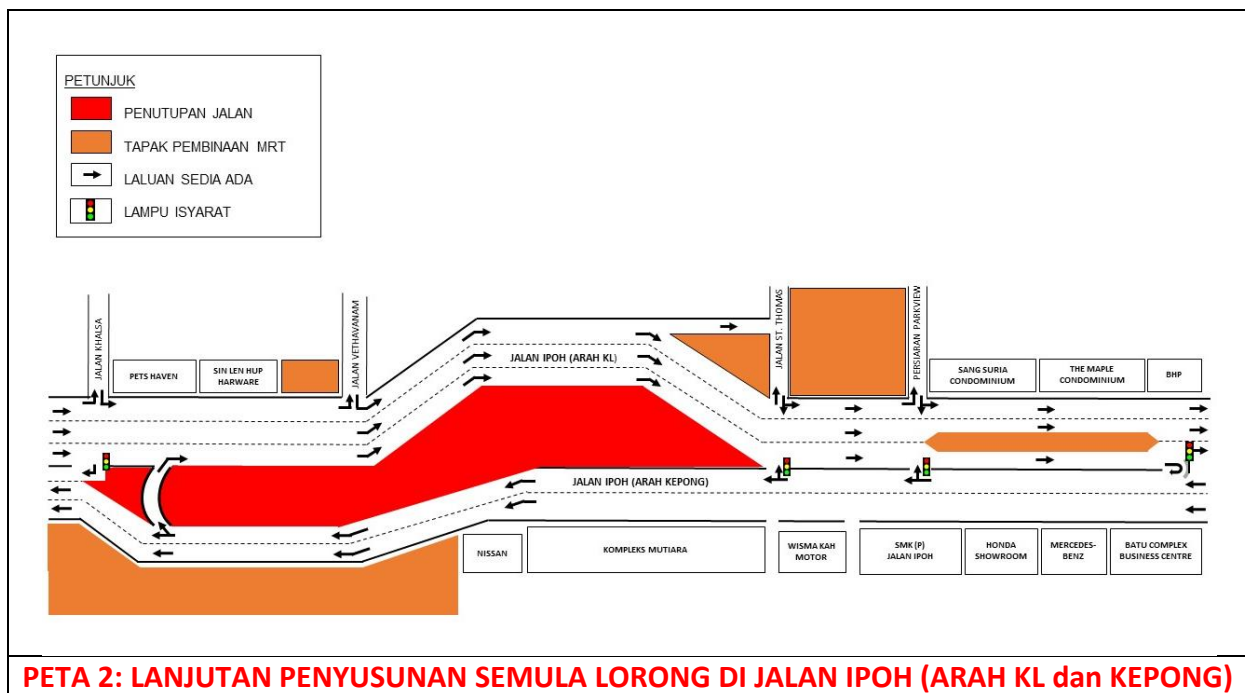 PETUNJUK
PENUTUPAN JALAN
TAPAK PEMBINAAN MRT
LALUAN SEDIA ADA
LAMPU ISYARAT
JALAN KHALSA
PETS HAVEN
SIN LEN HUP
HARWARE
JALAN VETHAVANAM
JALAN IPOH (ARAH KL)
JALAN ST. THOMAS
PERSIARAN PARKVIEW
SANG SURIA
CONDOMINIUM
THE MAPLE
CONDOMINIUM
BHP
JALAN IPOH (ARAH KEPONG)
NISSAN
KOMPLEKS MUTIARA
WISMA KAH
MOTOR
SMK (P)
JALAN IPOH
HONDA
SHOWROOM
MERCEDES-
BENZ
BATU COMPLEX
BUSINESS CENTRE
PETA 2: LANJUTAN PENYUSUNAN SEMULA LORONG DI JALAN IPOH (ARAH KL dan KEPONG)